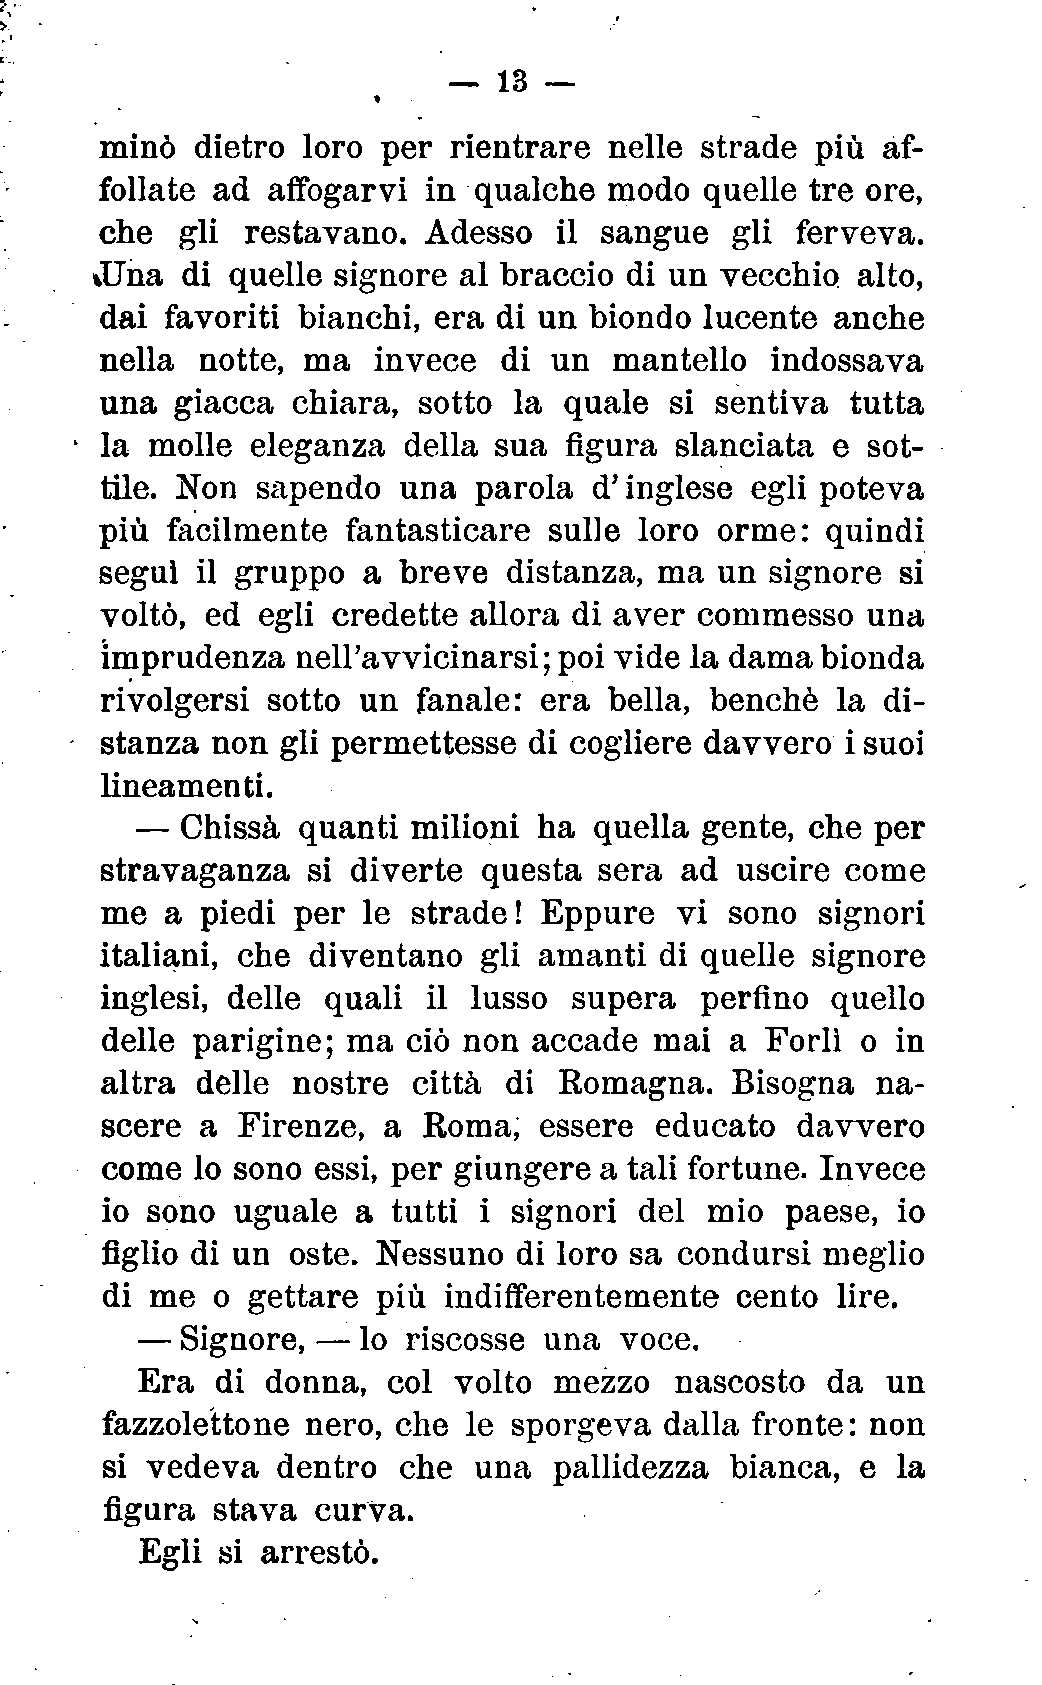 — 13 —
minò dietro loro per rientrare nelle strade più af-
follate ad affogarvi in qualche modo quelle tre ore,
che gli restavano. Adesso il sangue gli ferveva.
Una di quelle signore al braccio di un vecchio alto,
dai favoriti bianchi, era di un biondo lucente anche
nella notte, ma invece di un mantello indossava
una giacca chiara, sotto la quale si sentiva tutta
la molle eleganza della sua figura slanciata e sot-
tile. Non sapendo una parola d'inglese egli poteva
più facilmente fantasticare sulle loro orme: quindi
seguì il gruppo a breve distanza, ma un signore si
voltò, ed egli credette allora di aver commesso una
imprudenza nell'avvicinarsi; poi vide la dama bionda
rivolgersi sotto un fanale: era bella, benchè la di-
stanza non gli permettesse di cogliere davvero i suoi
lineamenti.
— Chissà quanti milioni ha quella gente, che per
stravaganza si diverte questa sera ad uscire come
me a piedi per le strade! Eppure vi sono signori
italiani, che diventano gli amanti di quelle signore
inglesi, delle quali il lusso supera perfino quello
delle parigine; ma ciò non accade mai a Forlì o in
altra delle nostre città di Romagna. Bisogna na-
scere a Firenze, a Roma, essere educato davvero
come lo sono essi, per giungere a tali fortune. Invece
io sono uguale a tutti i signori del mio paese, io
figlio di un oste. Nessuno di loro sa condursi meglio
di me o gettare più indifferentemente cento lire.
— Signore, — lo riscosse una voce.
Era di donna, col volto mezzo nascosto da un
fazzolettone nero, che le sporgeva dalla fronte: non
si vedeva dentro che una pallidezza bianca, e la
figura stava curva.
Egli si arrestò.